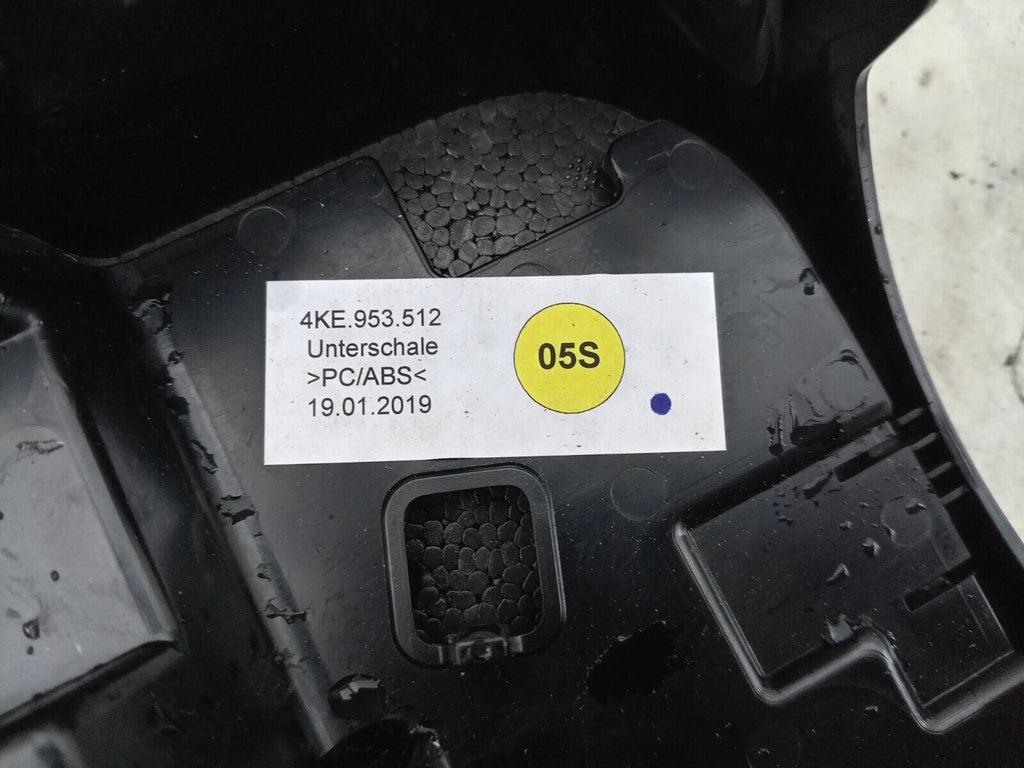 4KE.953.512
Unterschale
>PC/ABS<
19.01.2019
05S